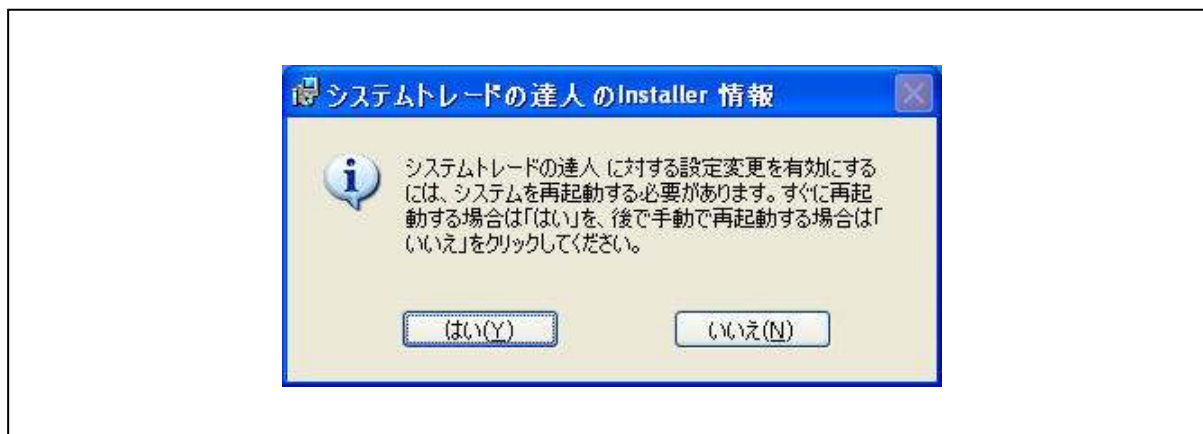 システムトレードの達人 のInstaller 情報
システムトレードの達人 に対する設定変更を有効にする
には、システムを再起動する必要があります。すぐに再起
動する場合は「はい」を、後で手動で再起動する場合は「
いいえ」をクリックしてください。
はい(Y)
いいえ(N)